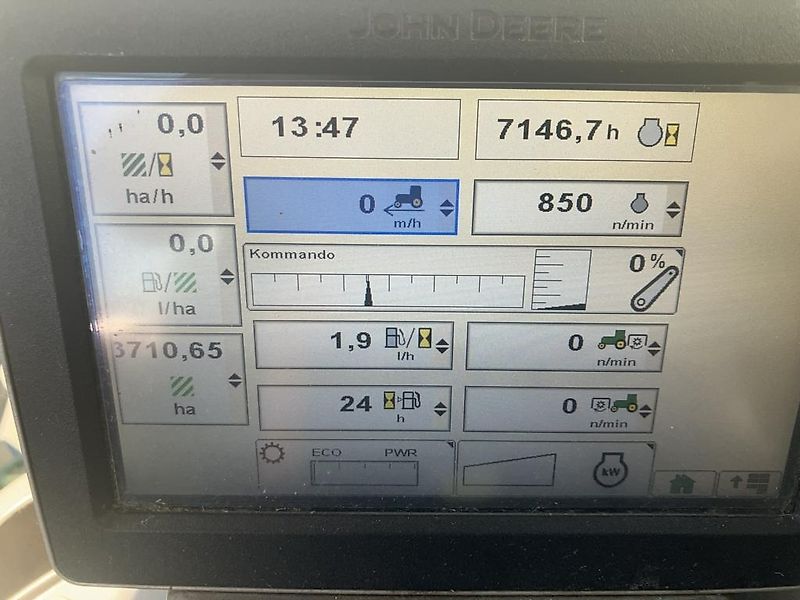 JOHN DEERE
0,0
ha/h
13:47
7146,7 h
0
m/h
850
n/min
0,0
l/ha
Kommando
0 %
3710,65
ha
1,9
l/h
0
n/min
24
h
0
n/min
ECO PWR
kW